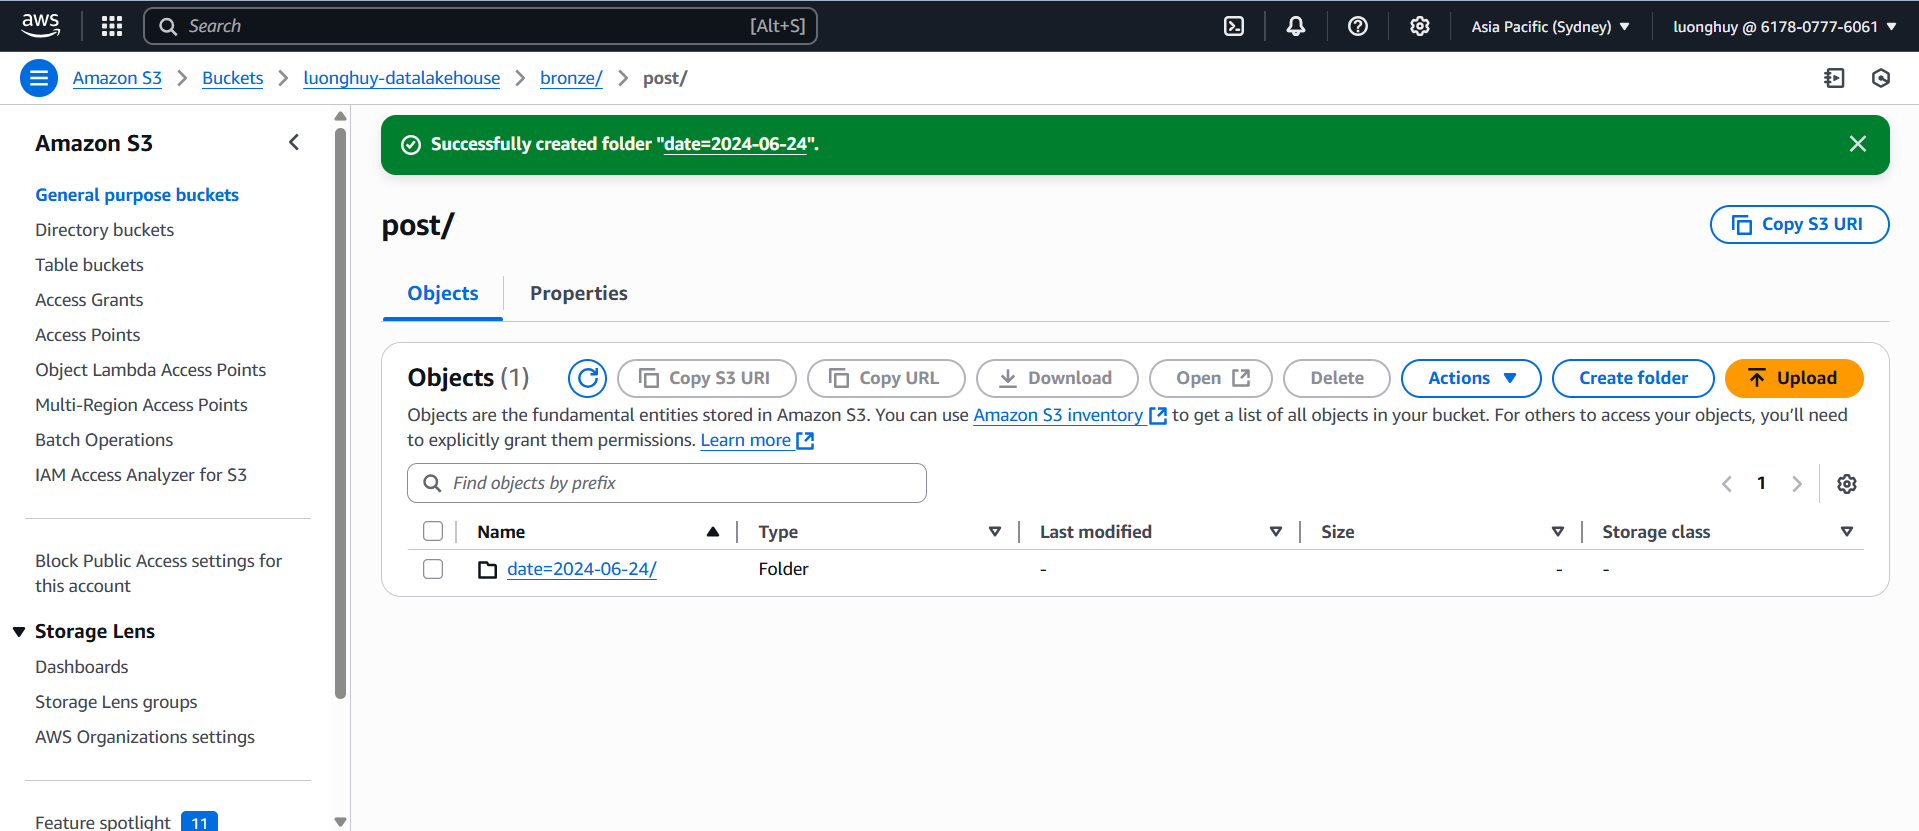 aws
Search [Alt+S]
Asia Pacific (Sydney)
luonghuy @ 6178-0777-6061
Amazon S3
Buckets
luonghuy-datalakehouse
bronze/
post/
Amazon S3
General purpose buckets
Directory buckets
Table buckets
Access Grants
Access Points
Object Lambda Access Points
Multi-Region Access Points
Batch Operations
IAM Access Analyzer for S3
Block Public Access settings for
this account
Storage Lens
Dashboards
Storage Lens groups
AWS Organizations settings
Feature spotlight 11
Successfully created folder "date=2024-06-24".
post/
Copy S3 URI
Objects
Properties
Objects (1)
Copy S3 URI
Copy URL
Download
Open
Delete
Actions
Create folder
Upload
Objects are the fundamental entities stored in Amazon S3. You can use Amazon S3 inventory to get a list of all objects in your bucket. For others to access your objects, you’ll need
to explicitly grant them permissions. Learn more
Find objects by prefix
1
Name Type Last modified Size Storage class
date=2024-06-24/ Folder - - -